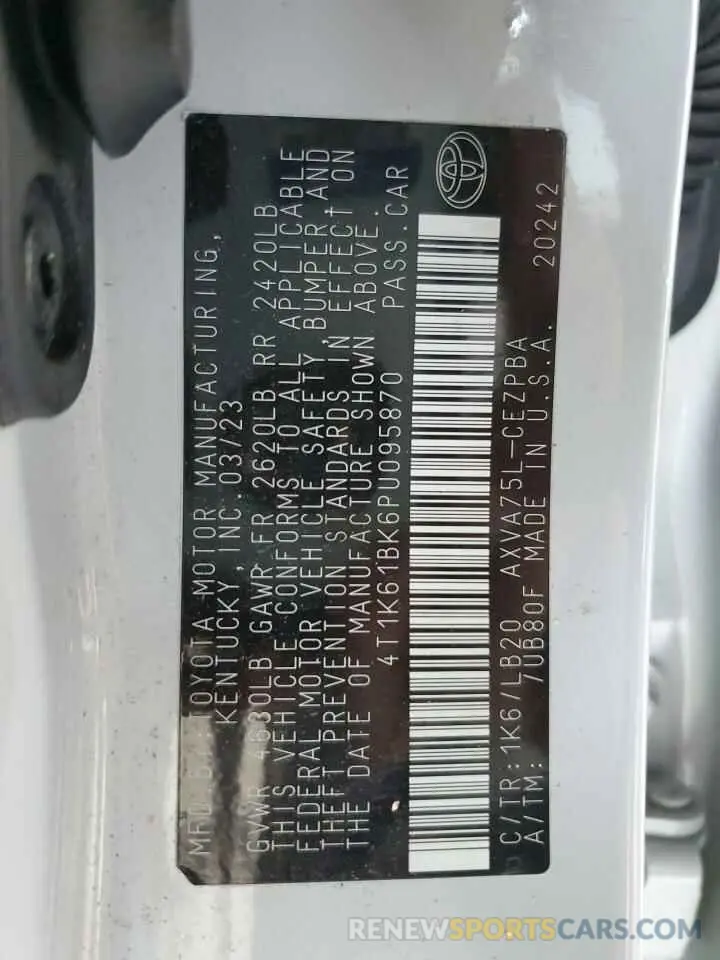 MFD. BY: TOYOTA MOTOR MANUFACTURING,
KENTUCKY, INC. 03/23
GVWR 4630LB GAWR FR 2620LB RR 2420LB
THIS VEHICLE CONFORMS TO ALL APPLICABLE
FEDERAL MOTOR VEHICLE SAFETY, BUMPER, AND
THEFT PREVENTION STANDARDS IN EFFECT ON
THE DATE OF MANUFACTURE SHOWN ABOVE.
4T1K61BK6PU095870 PASS.CAR
C/TR:1K6/LB20 AXVA75L-CEZPBA
A/TM: 7UB80F MADE IN U.S.A. 20242
RENEWSPORTSCARS.COM